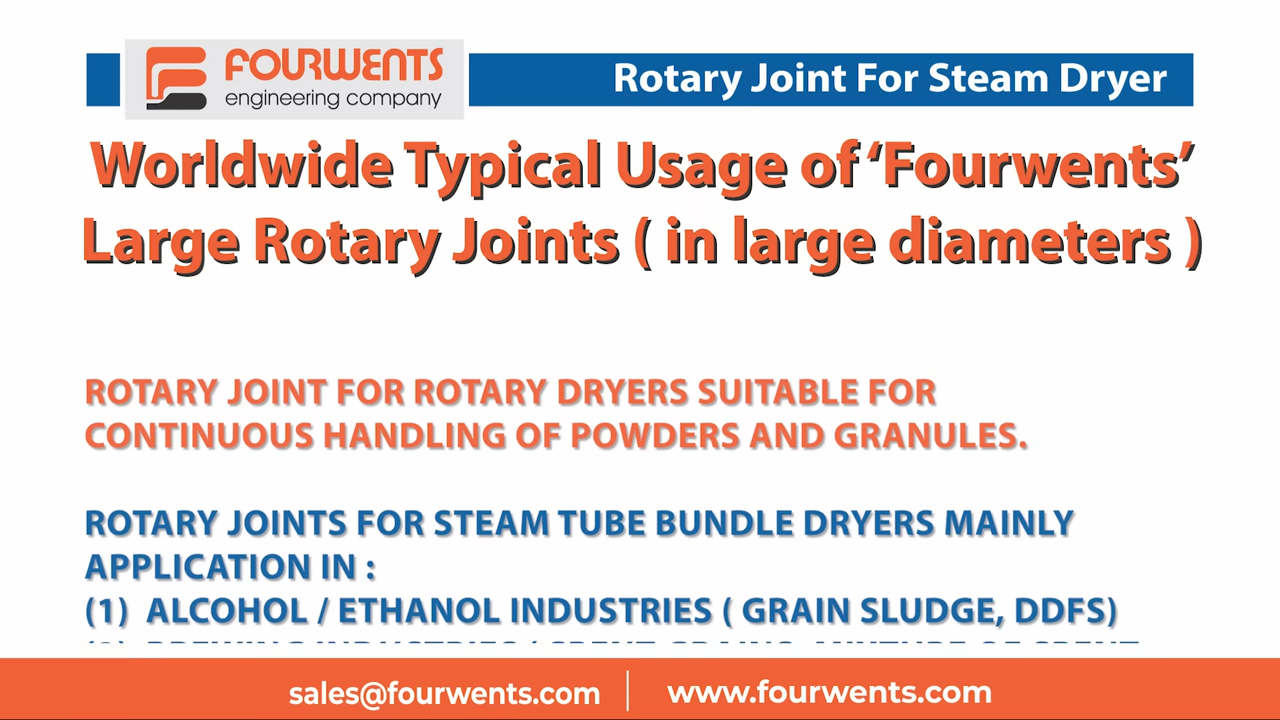 FOURWENTS
engineering company
Rotary Joint For Steam Dryer
Worldwide Typical Usage of ‘Fourwents’
Large Rotary Joints ( in large diameters )
ROTARY JOINT FOR ROTARY DRYERS SUITABLE FOR
CONTINUOUS HANDLING OF POWDERS AND GRANULES.
ROTARY JOINTS FOR STEAM TUBE BUNDLE DRYERS MAINLY
APPLICATION IN :
(1) ALCOHOL / ETHANOL INDUSTRIES ( GRAIN SLUDGE, DDFS)
sales@fourwents.com
www.fourwents.com